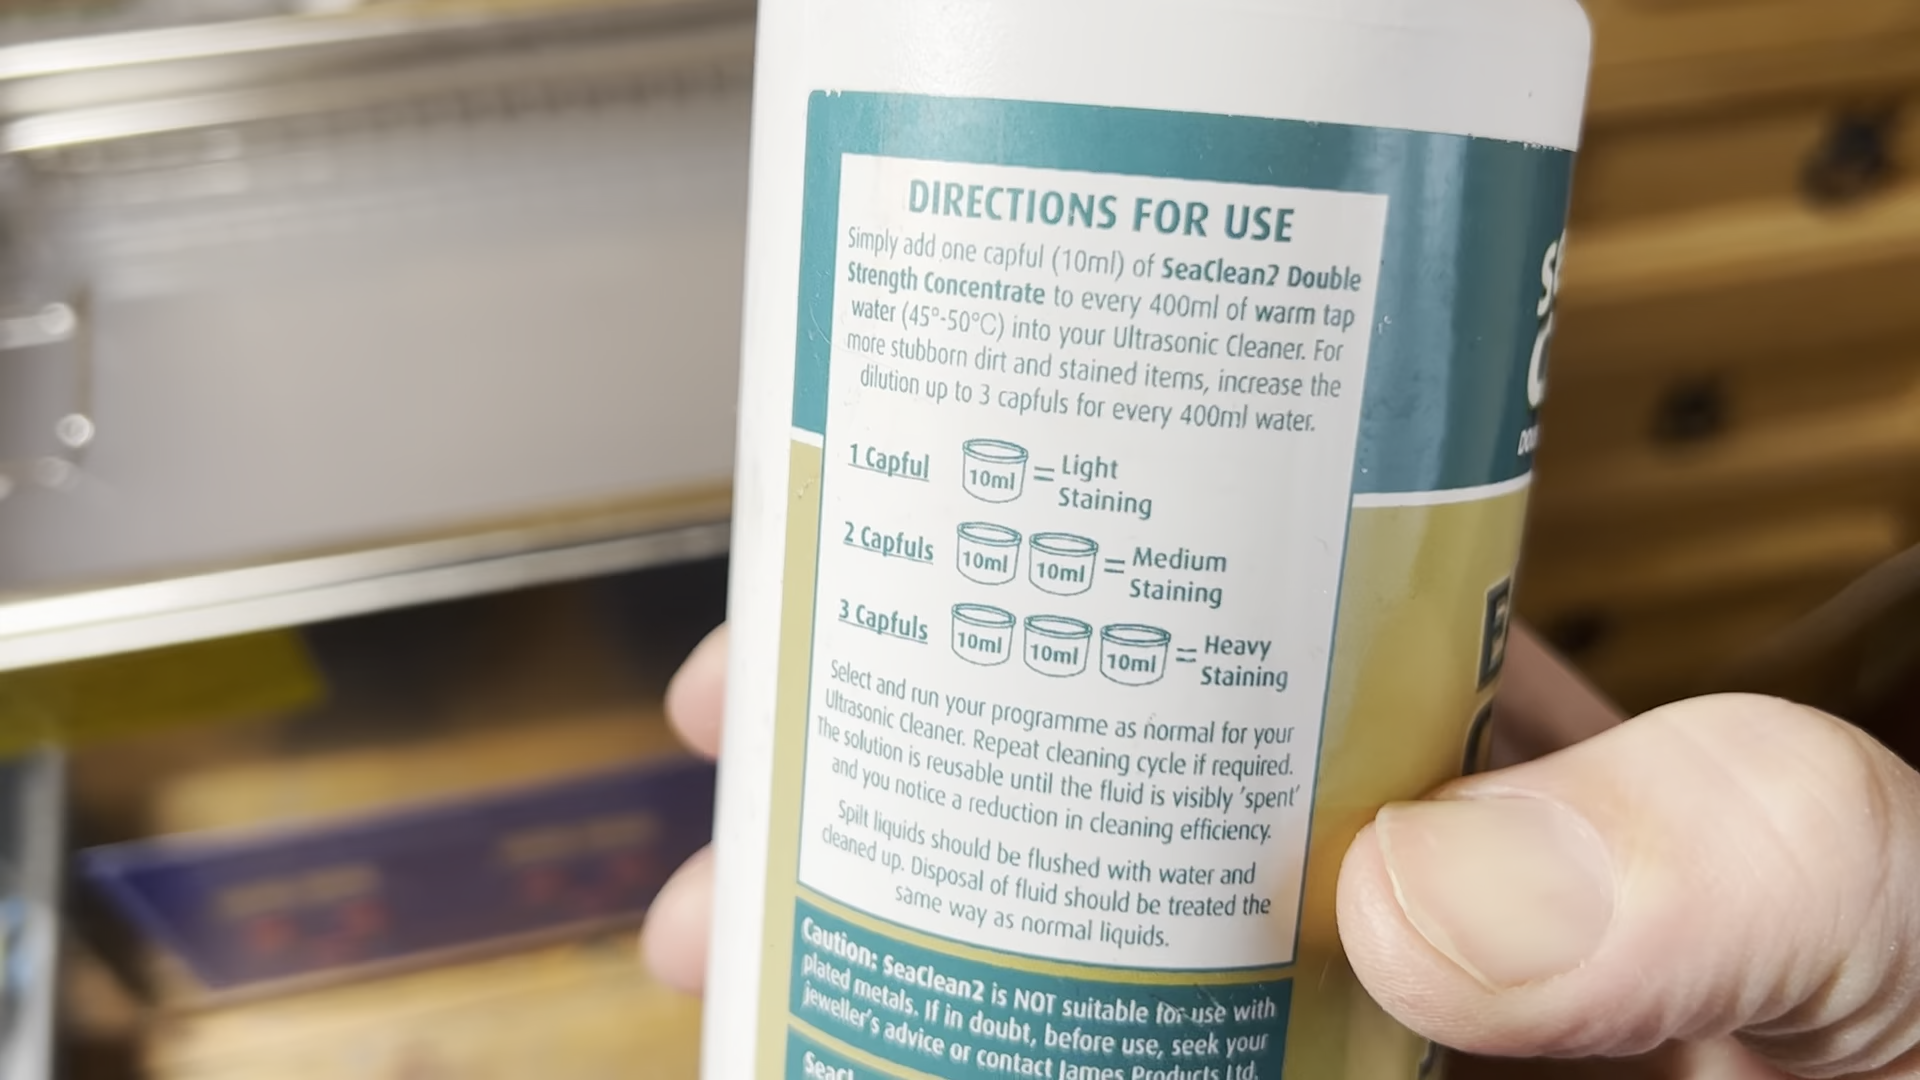 DIRECTIONS FOR USE
Simply add one capful (10ml) of SeaClean2 Double
Strength Concentrate to every 400ml of warm tap
water (45°-50°C) into your Ultrasonic Cleaner. For
more stubborn dirt and stained items, increase the
dilution up to 3 capfuls for every 400ml water.
1 Capful 10ml = Light
Staining
2 Capfuls 10ml 10ml = Medium
Staining
3 Capfuls 10ml 10ml 10ml = Heavy
Staining
Select and run your programme as normal for your
Ultrasonic Cleaner. Repeat cleaning cycle if required.
The solution is reusable until the fluid is visibly 'spent'
and you notice a reduction in cleaning efficiency.
Spilt liquids should be flushed with water and
cleaned up. Disposal of fluid should be treated the
same way as normal liquids.
Caution: SeaClean2 is NOT suitable for use with
plated metals. If in doubt, before use, seek your
jeweller's advice or contact James Products Ltd.